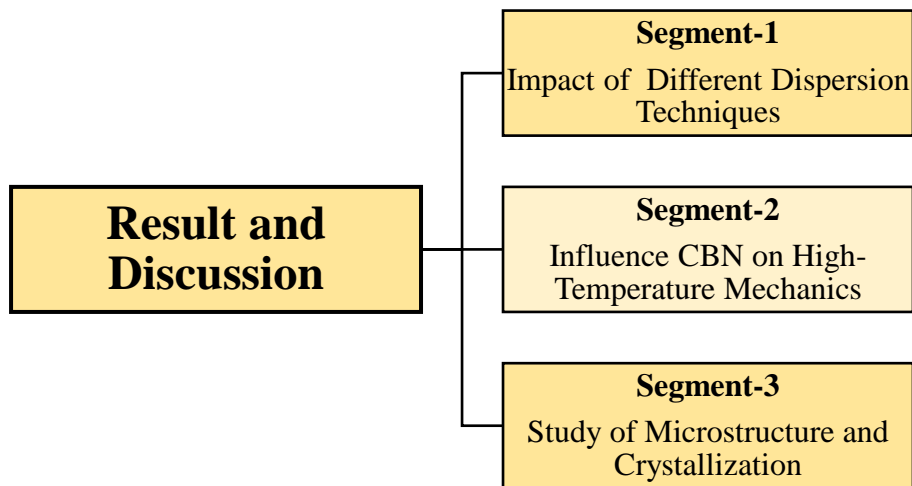 Result and
Discussion
Segment-1
Impact of  Different Dispersion
Techniques
Segment-2
Influence CBN on High-
Temperature Mechanics
Segment-3
Study of Microstructure and
Crystallization